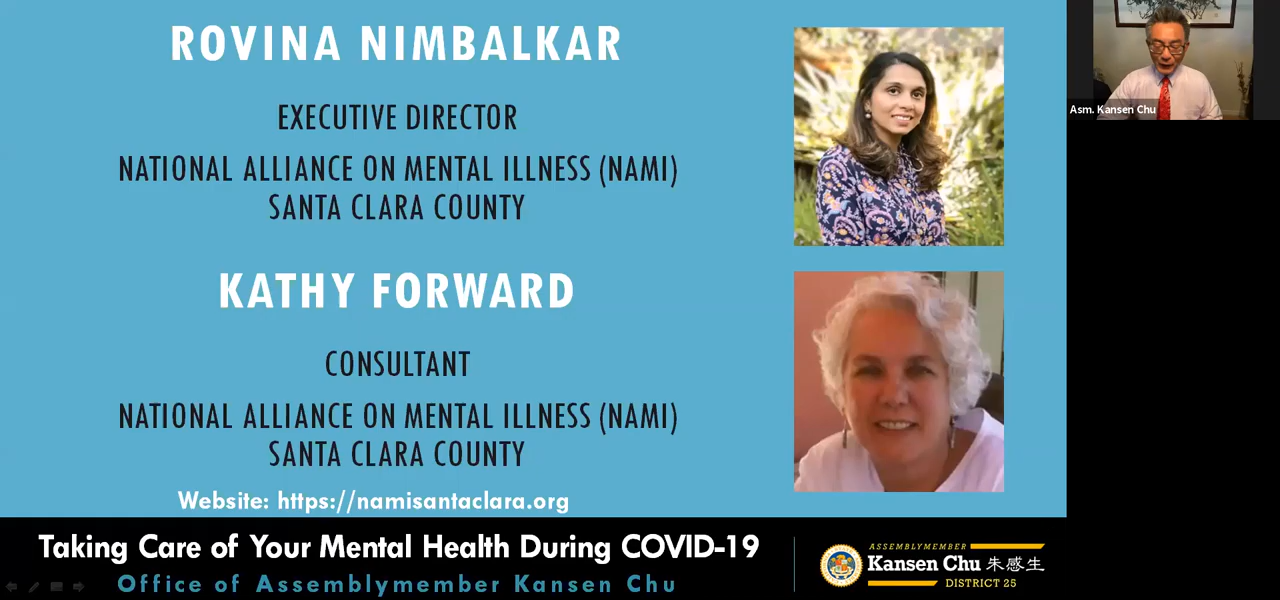 ROVINA NIMBALKAR
EXECUTIVE DIRECTOR
NATIONAL ALLIANCE ON MENTAL ILLNESS (NAMI)
SANTA CLARA COUNTY
KATHY FORWARD
CONSULTANT
NATIONAL ALLIANCE ON MENTAL ILLNESS (NAMI)
SANTA CLARA COUNTY
Website: https://namisantaclara.org
Asm. Kansen Chu
Taking Care of Your Mental Health During COVID-19
Office of Assemblymember Kansen Chu
ASSEMBLYMEMBER
Kansen Chu 朱感生
DISTRICT 25